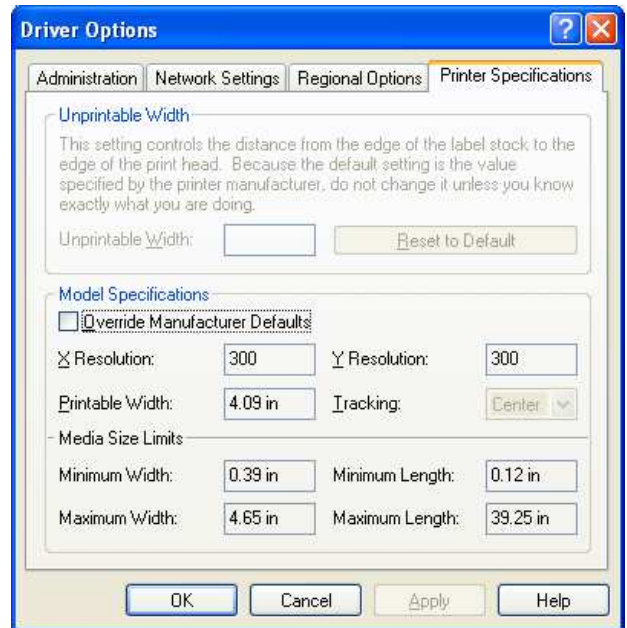 Driver Options
Administration Network Settings Regional Options Printer Specifications
Unprintable Width
This setting controls the distance from the edge of the label stock to the
edge of the print head. Because the default setting is the value
specified by the printer manufacturer, do not change it unless you know
exactly what you are doing.
Unprintable Width: Reset to Default
Model Specifications
Override Manufacturer Defaults
X Resolution: 300 Y Resolution: 300
Printable Width: 4.09 in Tracking: Center
Media Size Limits
Minimum Width: 0.39 in Minimum Length: 0.12 in
Maximum Width: 4.65 in Maximum Length: 39.25 in
OK Cancel Apply Help